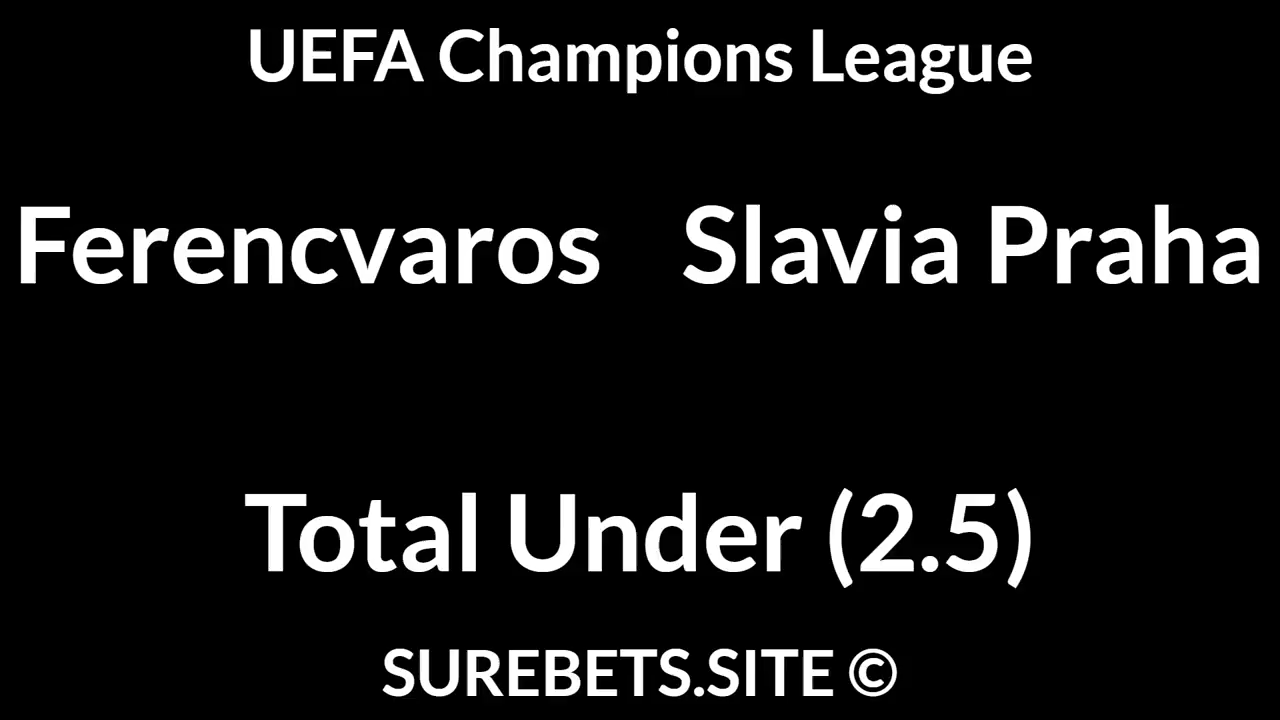 UEFA Champions League
Ferencvaros Slavia Praha
Total Under (2.5)
SUREBETS.SITE ©